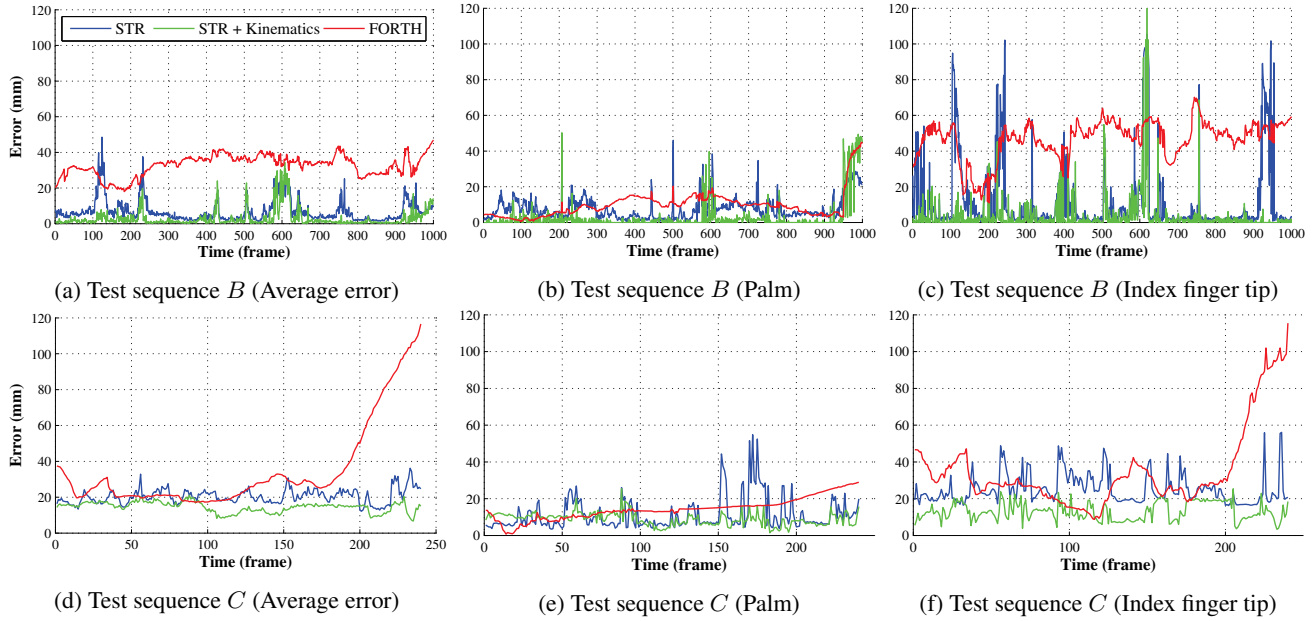 STR STR + Kinematics FORTH
Error (mm)
120
100
80
60
40
20
0
0 100 200 300 400 500 600 700 800 900 1000
Time (frame)
(a) Test sequence B (Average error)
120
100
80
60
40
20
0
0 100 200 300 400 500 600 700 800 900 1000
Time (frame)
(b) Test sequence B (Palm)
120
100
80
60
40
20
0
0 100 200 300 400 500 600 700 800 900 1000
Time (frame)
(c) Test sequence B (Index finger tip)
Error (mm)
120
100
80
60
40
20
0
0 50 100 150 200 250
Time (frame)
(d) Test sequence C (Average error)
120
100
80
60
40
20
0
0 50 100 150 200
Time (frame)
(e) Test sequence C (Palm)
120
100
80
60
40
20
0
0 100 200
Time (frame)
(f) Test sequence C (Index finger tip)